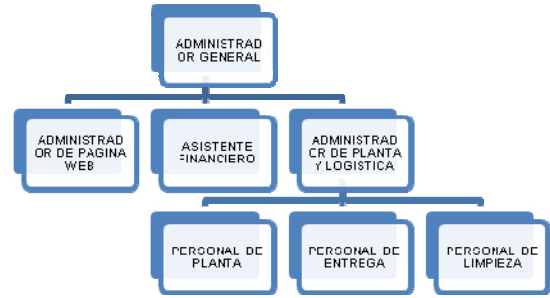 ADMINISTRAD
OR GENERAL
ADMINISTRAD
OR DE PAGINA
WEB
ASISTENTE
FINANCIERO
ADMINISTRAD
OR DE PLANTA
Y LOGISTICA
PERSONAL DE
PLANTA
PERSONAL DE
ENTREGA
PERSONAL DE
LIMPIEZA